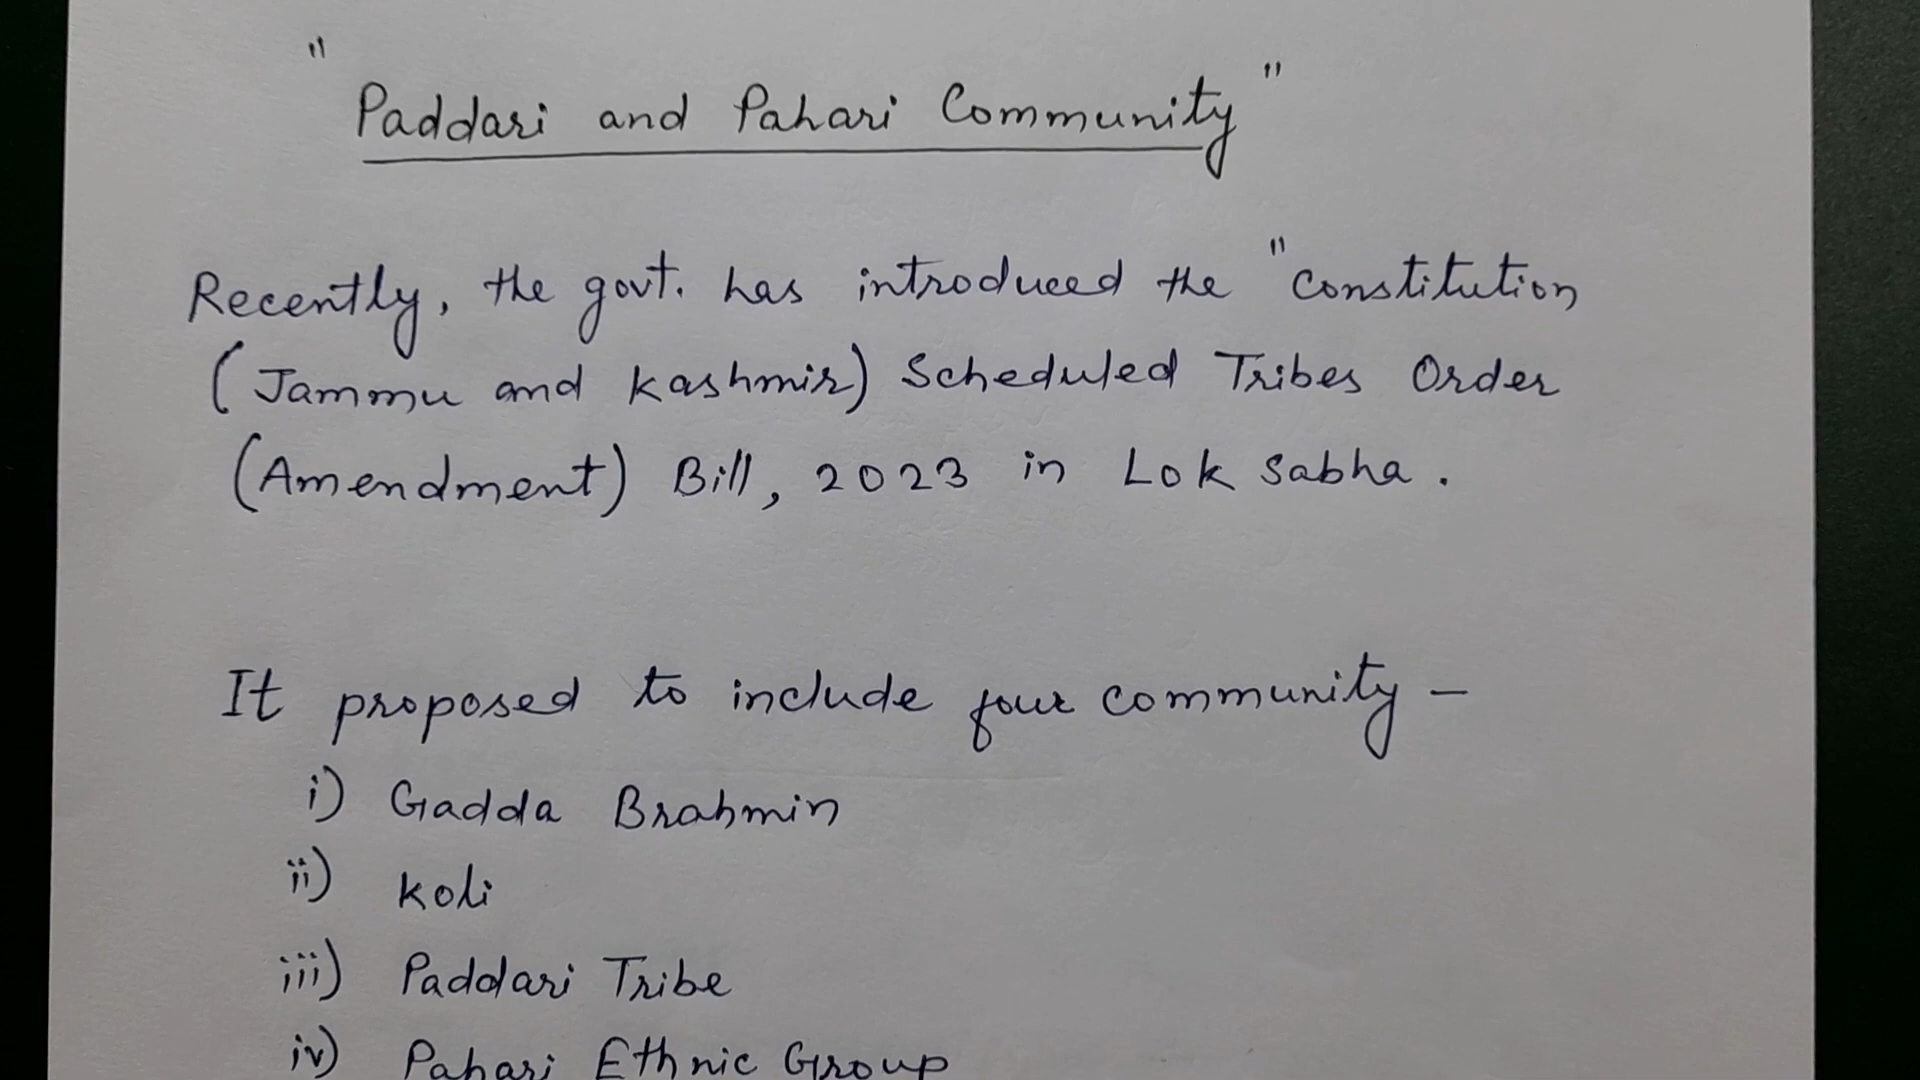 "Paddari and Pahari Community"
Recently, the govt. has introduced the "Constitution
(Jammu and Kashmir) Scheduled Tribes Order
(Amendment) Bill, 2023 in Lok Sabha.
It proposed to include four community –
i) Gadda Brahmin
ii) Koli
iii) Paddari Tribe
iv) Pahari Ethnic Group